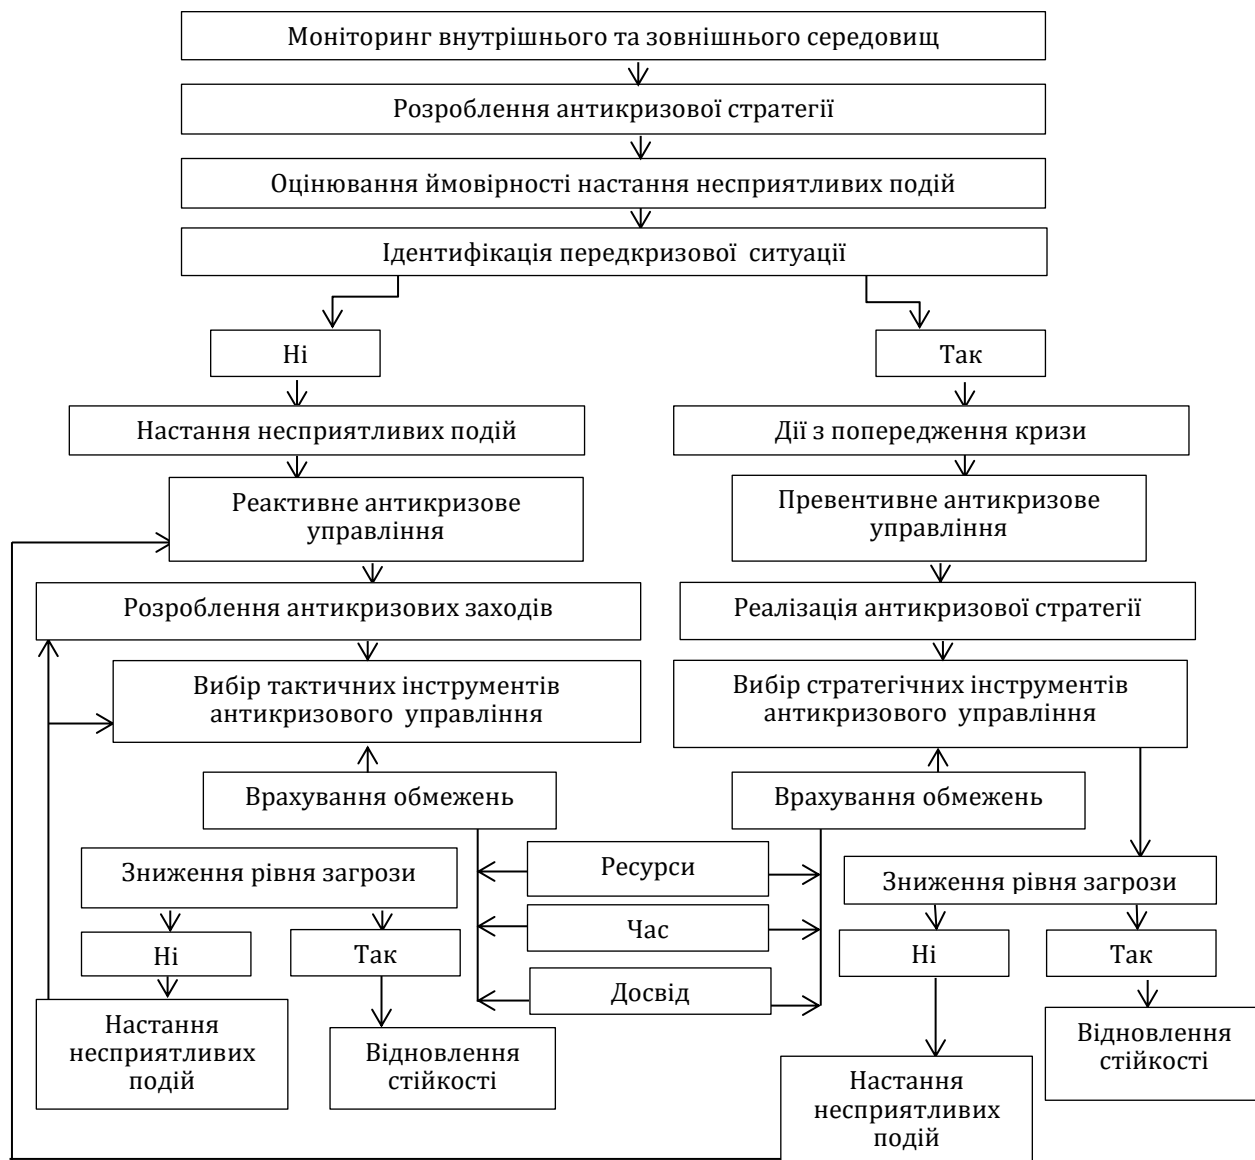 Моніторинг внутрішнього та зовнішнього середовищ
Розроблення антикризової стратегії
Оцінювання ймовірності настання несприятливих подій
Ідентифікація передкризової ситуації
Ні
Так
Настання несприятливих подій
Дії з попередження кризи
Реактивне антикризове
управління
Превентивне антикризове
управління
Розроблення антикризових заходів
Реалізація антикризової стратегії
Вибір тактичних інструментів
антикризового управління
Вибір стратегічних інструментів
антикризового управління
Врахування обмежень
Врахування обмежень
Ресурси
Час
Досвід
Зниження рівня загрози
Ні
Так
Настання
несприятливих
подій
Відновлення
стійкості
Зниження рівня загрози
Ні
Так
Настання
несприятливих
подій
Відновлення
стійкості